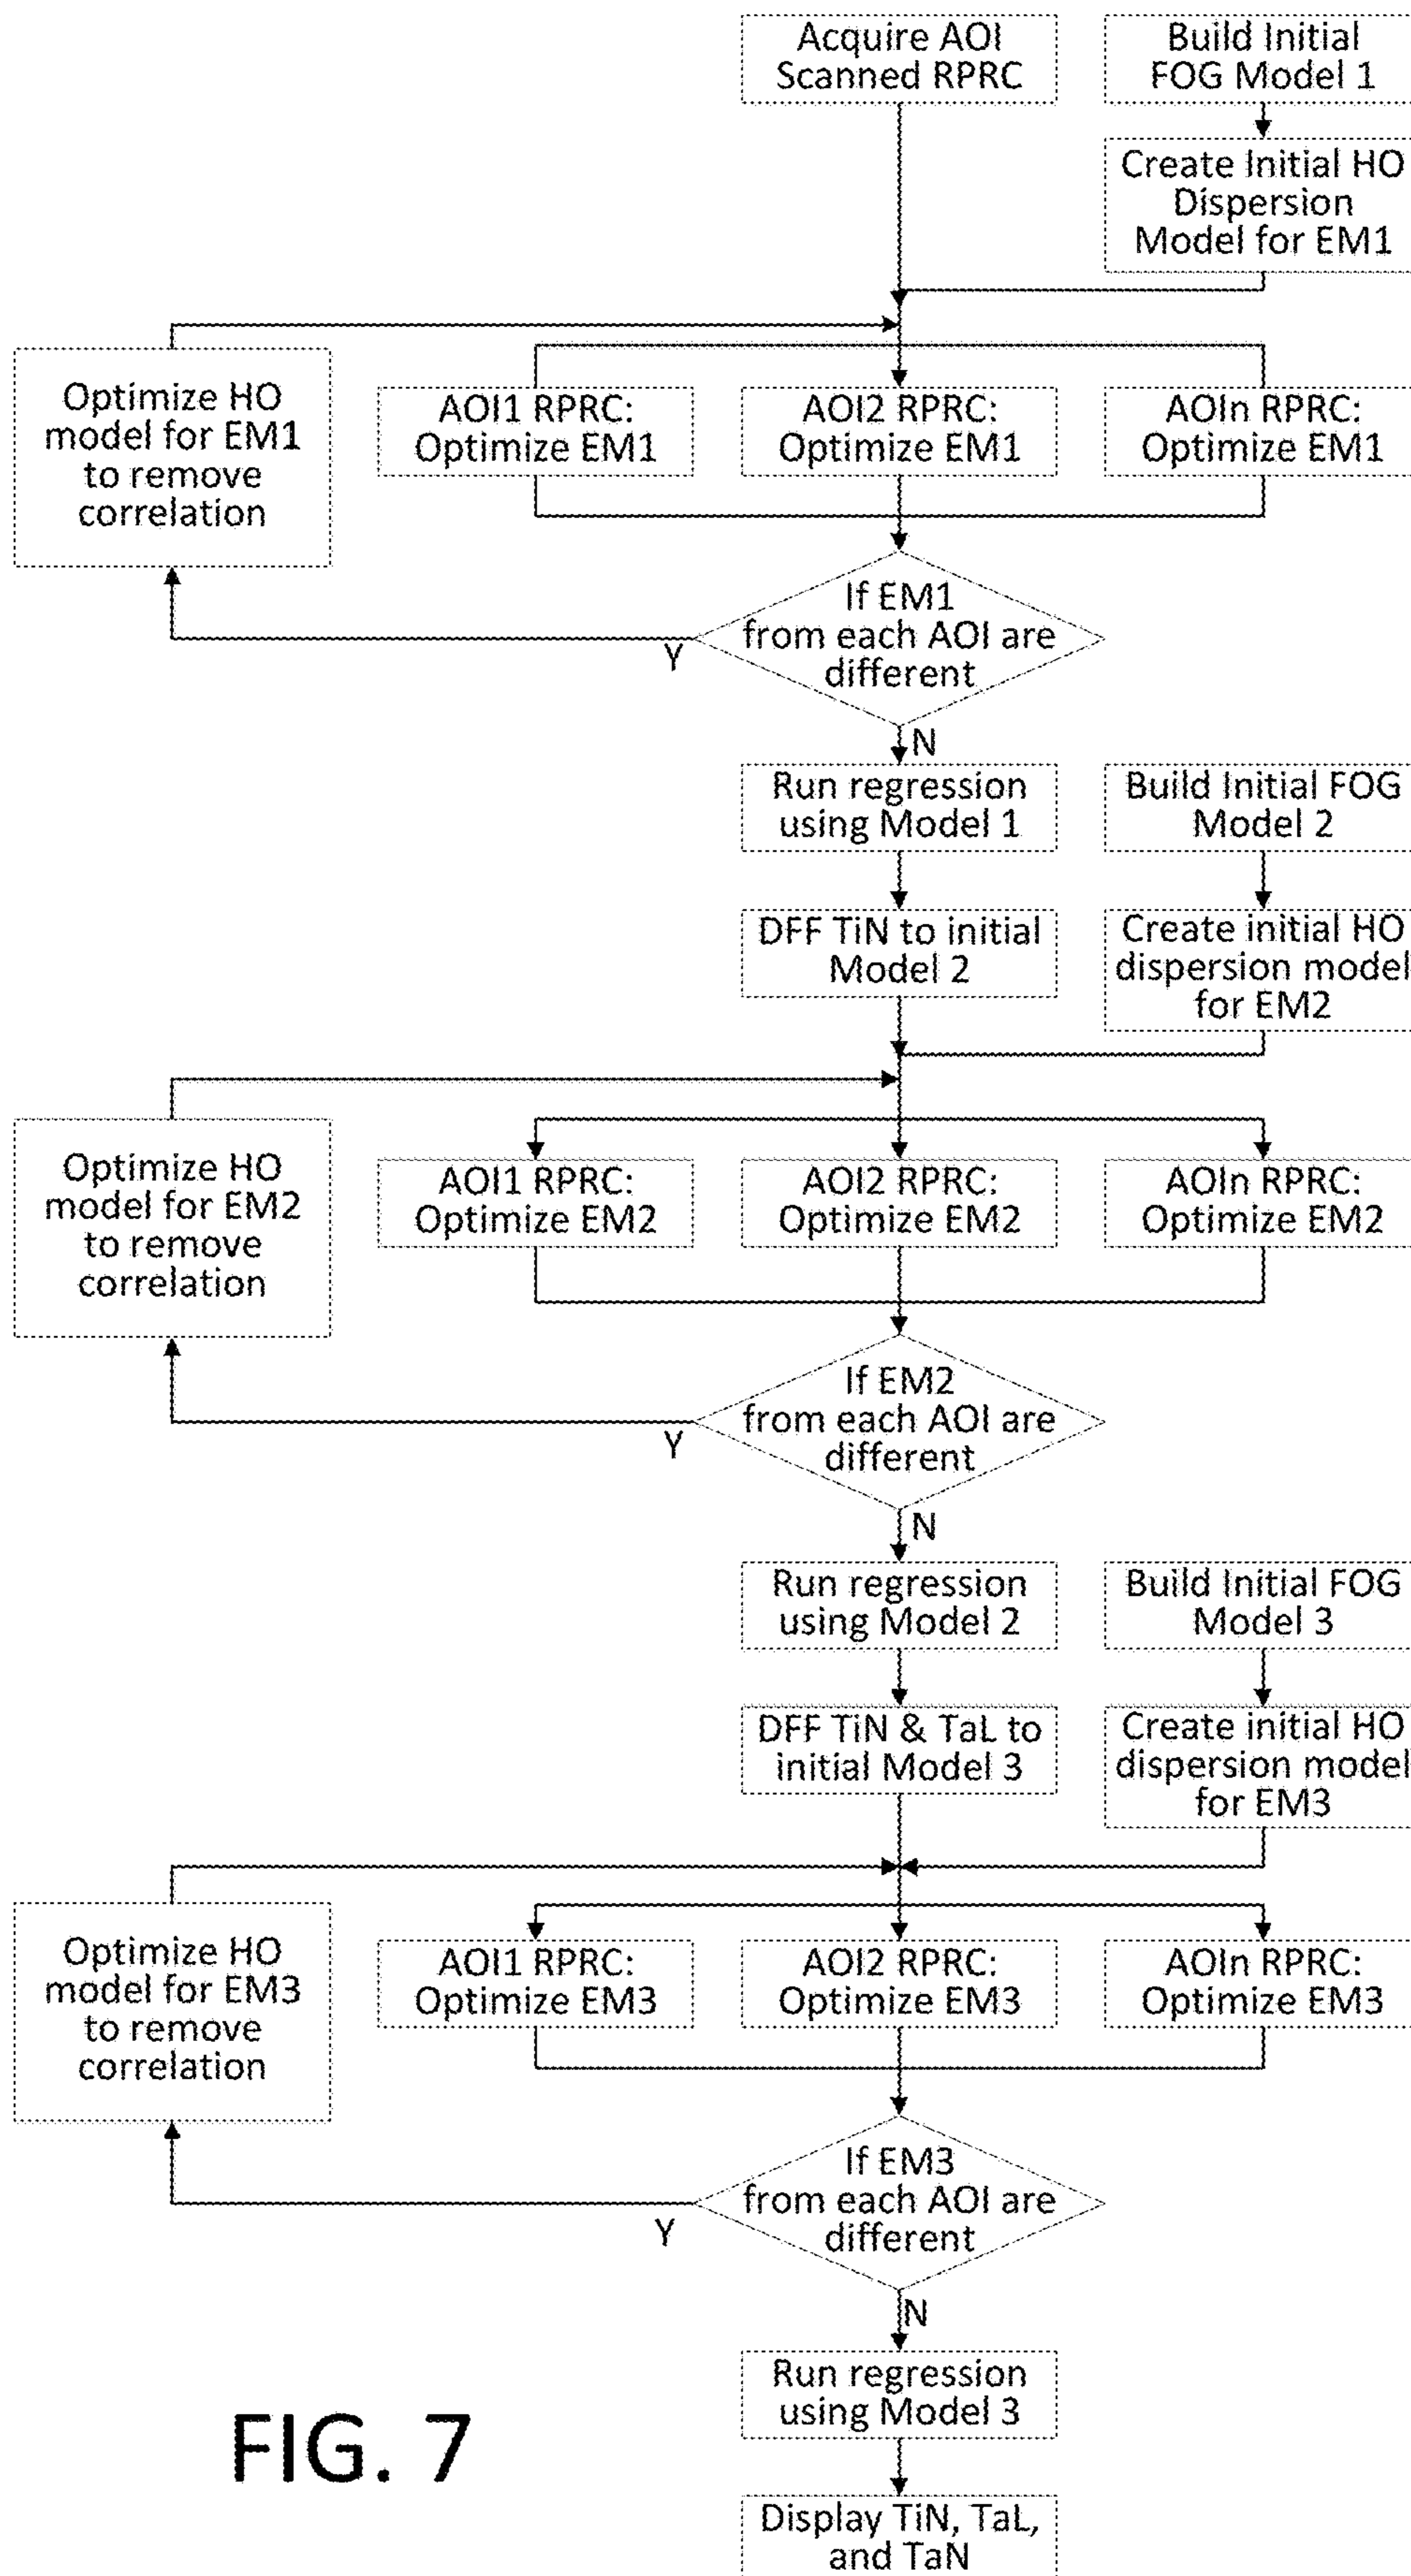 Acquire AOI
Scanned RPRC
Build Initial
FOG Model 1
Create Initial HO
Dispersion
Model for EM1
Optimize HO
model for EM1
to remove
correlation
AOI1 RPRC:
Optimize EM1
AOI2 RPRC:
Optimize EM1
AOIn RPRC:
Optimize EM1
If EM1
from each AOI are
different
Y
N
Run regression
using Model 1
Build Initial FOG
Model 2
DFF TiN to initial
Model 2
Create initial HO
dispersion model
for EM2
Optimize HO
model for EM2
to remove
correlation
AOI1 RPRC:
Optimize EM2
AOI2 RPRC:
Optimize EM2
AOIn RPRC:
Optimize EM2
If EM2
from each AOI are
different
Y
N
Run regression
using Model 2
Build Initial FOG
Model 3
DFF TiN & TaL to
initial Model 3
Create initial HO
dispersion model
for EM3
Optimize HO
model for EM3
to remove
correlation
AOI1 RPRC:
Optimize EM3
AOI2 RPRC:
Optimize EM3
AOIn RPRC:
Optimize EM3
If EM3
from each AOI are
different
Y
N
Run regression
using Model 3
Display TiN, TaL,
and TaN
FIG. 7